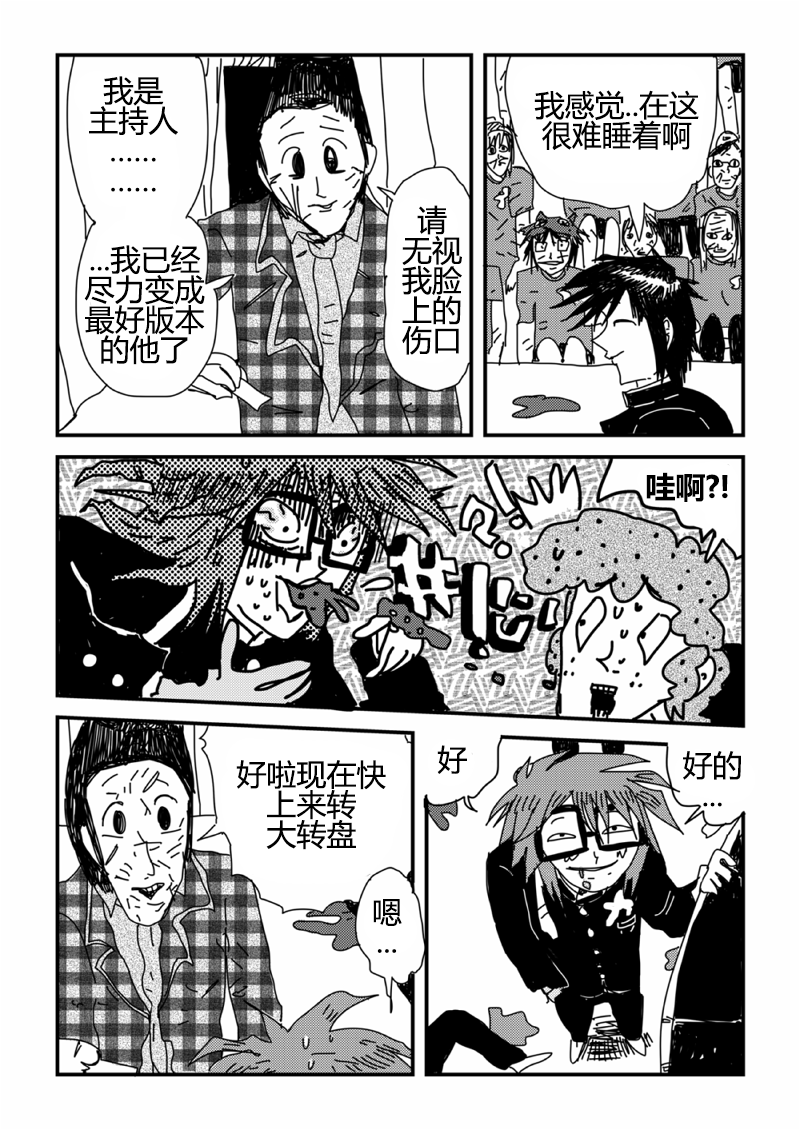 我是
主持人
……
……
...我已经
尽力变成
最好版本
的他了
请
无视
我脸
上的
伤口
我感觉..在这
很难睡着啊
哇啊?!
好啦现在快
上来转
大转盘
嗯
...
好
好的
...